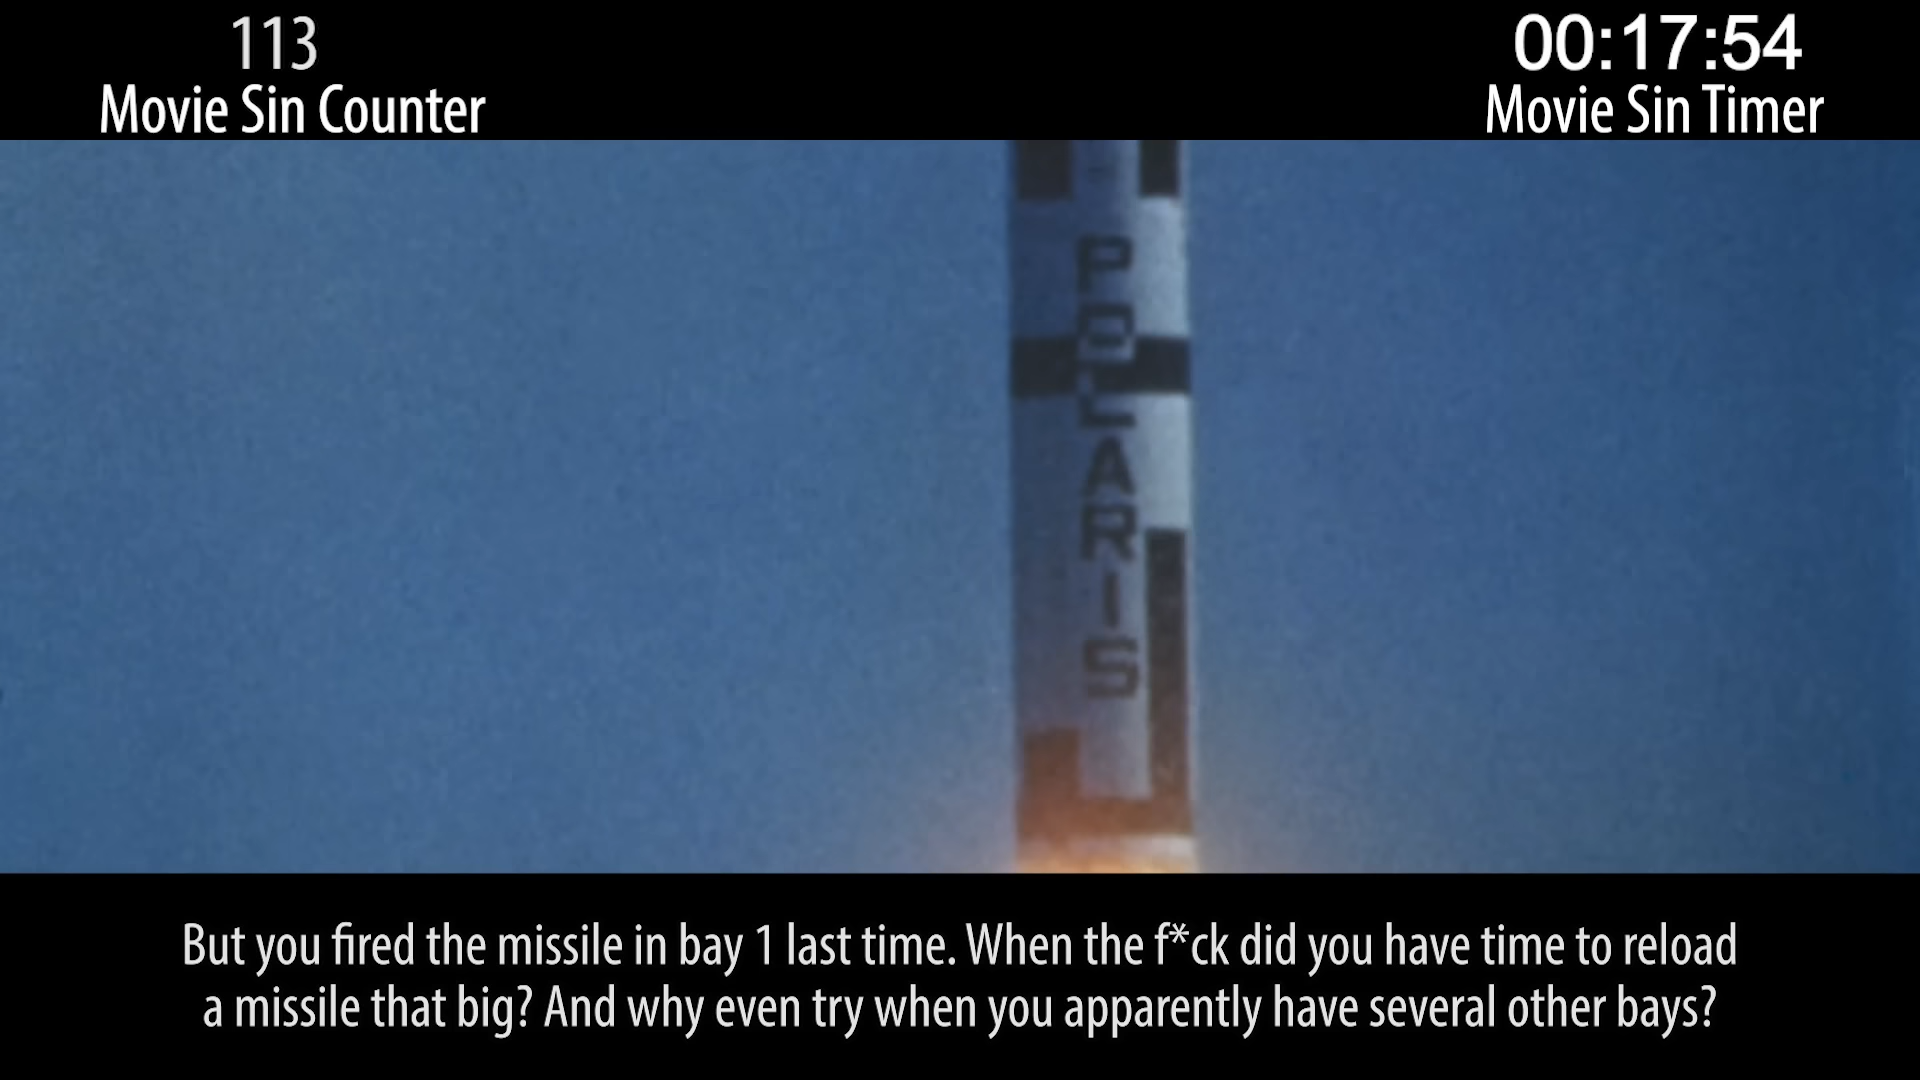 113
Movie Sin Counter
00:17:54
Movie Sin Timer
POLARIS
But you fired the missile in bay 1 last time. When the f*ck did you have time to reload
a missile that big? And why even try when you apparently have several other bays?